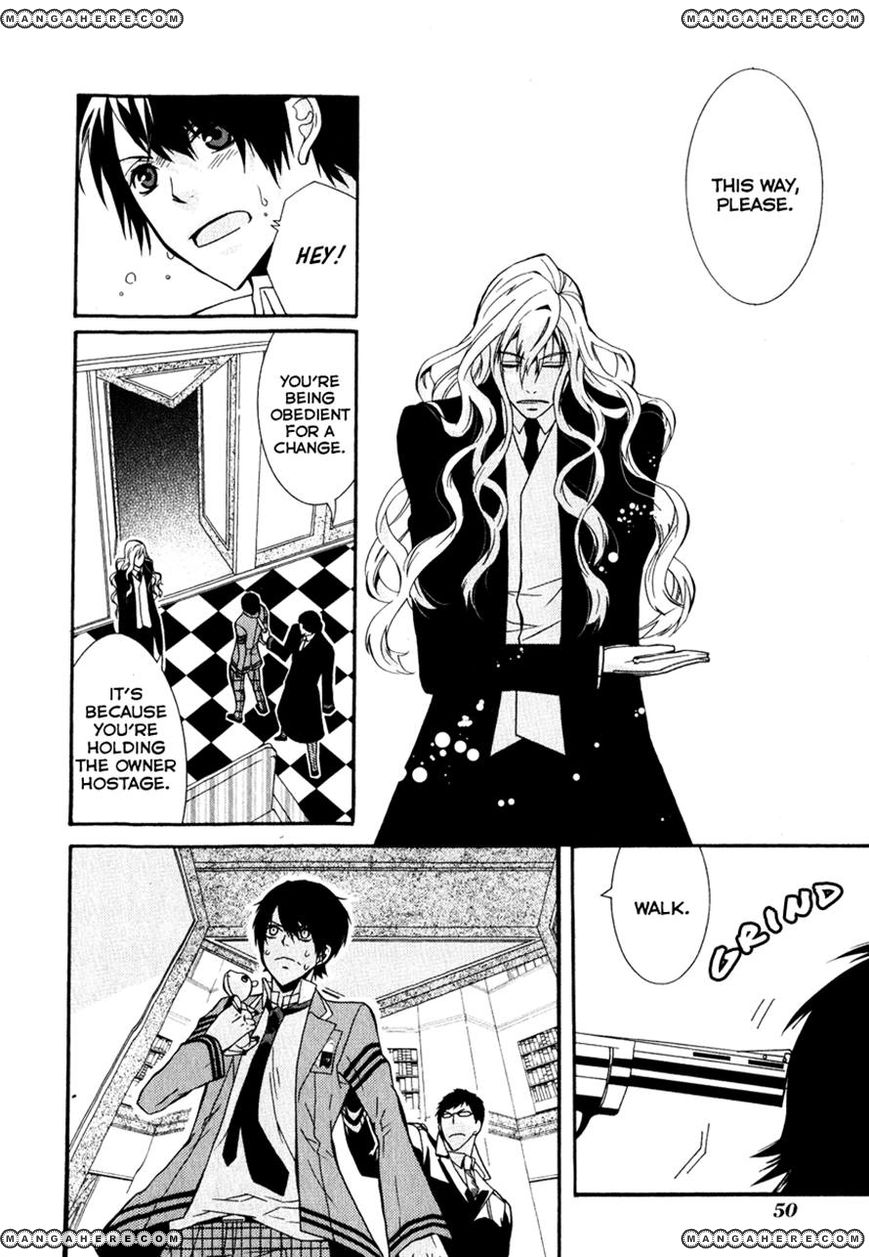 MANGAHERE.COM
MANGAHERE.COM
THIS WAY,
PLEASE.
HEY!
YOU'RE
BEING
OBEDIENT
FOR A
CHANGE.
IT'S
BECAUSE
YOU'RE
HOLDING
THE OWNER
HOSTAGE.
WALK.
GRIND
50
MANGAHERE.COM
MANGAHERE.COM